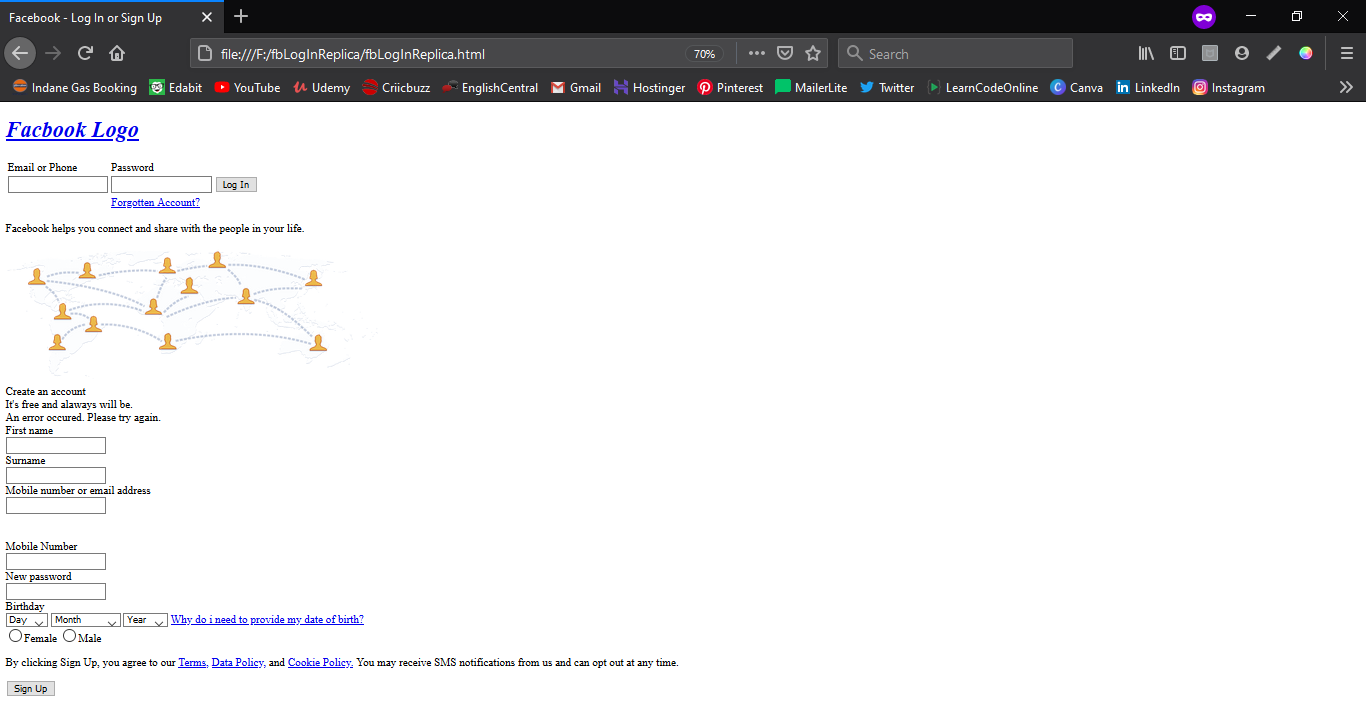 Facebook - Log In or Sign Up
file:///F:/fbLogInReplica/fbLogInReplica.html 70% Search
Indane Gas Booking Edabit YouTube Udemy Criicbuzz EnglishCentral Gmail Hostinger Pinterest MailerLite Twitter LearnCodeOnline Canva LinkedIn Instagram
Facbook Logo
Email or Phone Password
Log In
Forgotten Account?
Facebook helps you connect and share with the people in your life.
Create an account
It's free and alaways will be.
An error occured. Please try again.
First name
Surname
Mobile number or email address
Mobile Number
New password
Birthday
Day Month Year Why do i need to provide my date of birth?
Female Male
By clicking Sign Up, you agree to our Terms, Data Policy, and Cookie Policy. You may receive SMS notifications from us and can opt out at any time.
Sign Up